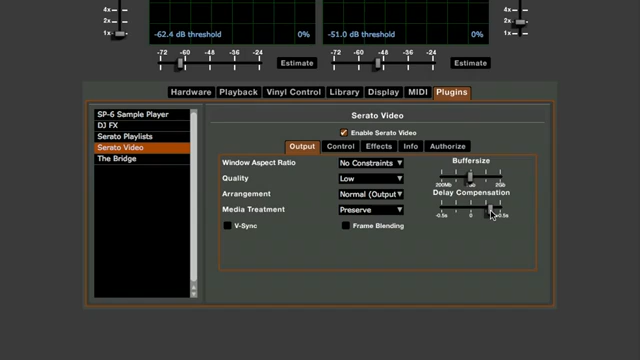 4x
1x
-62.4 dB threshold 0%
-51.0 dB threshold 0%
4x
2x
1x
-72 -60 -48 -36 -24
Estimate
-72 -60 -48 -36 -24
Estimate
Hardware Playback Vinyl Control Library Display MIDI Plugins
SP-6 Sample Player
DJ FX
Serato Playlists
Serato Video
The Bridge
Serato Video
Enable Serato Video
Output Control Effects Info Authorize
Window Aspect Ratio No Constraints
Quality Low
Arrangement Normal (Output
Media Treatment Preserve
V-Sync Frame Blending
Buffersize
200Mb 2Gb
Delay Compensation
-0.5s 0 +0.5s